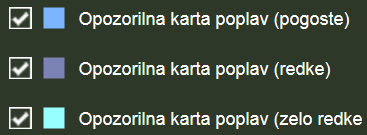 Opozorilna karta poplav (pogoste)
Opozorilna karta poplav (redke)
Opozorilna karta poplav (zelo redke